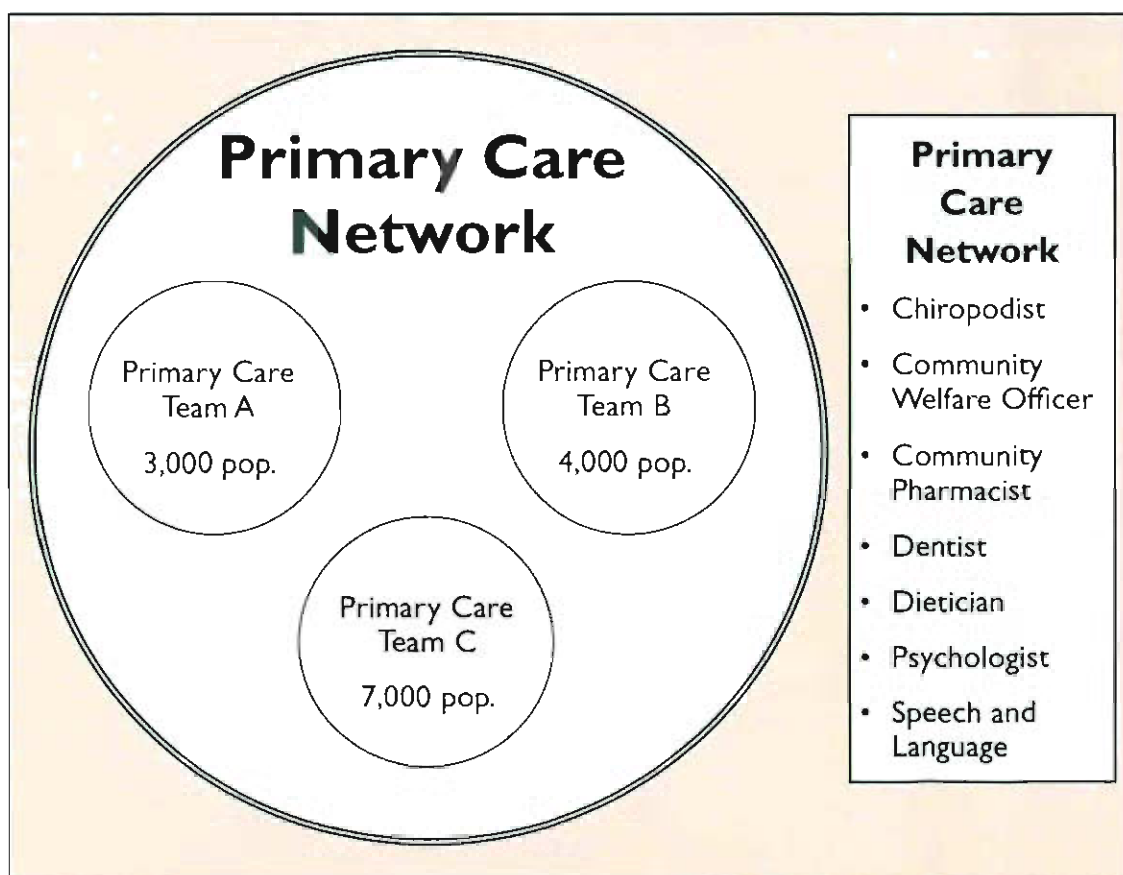 Primary Care
Network
Primary Care
Team A
3,000 pop.
Primary Care
Team B
4,000 pop.
Primary Care
Team C
7,000 pop.
Primary
Care
Network
• Chiropodist
• Community
Welfare Officer
• Community
Pharmacist
• Dentist
• Dietician
• Psychologist
• Speech and
Language